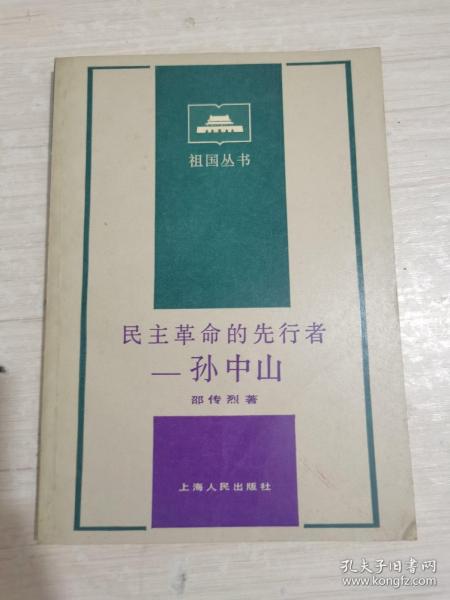 祖国丛书
民主革命的先行者
—孙中山
邵传烈著
上海人民出版社
孔夫子旧书网
www.kongfz.com